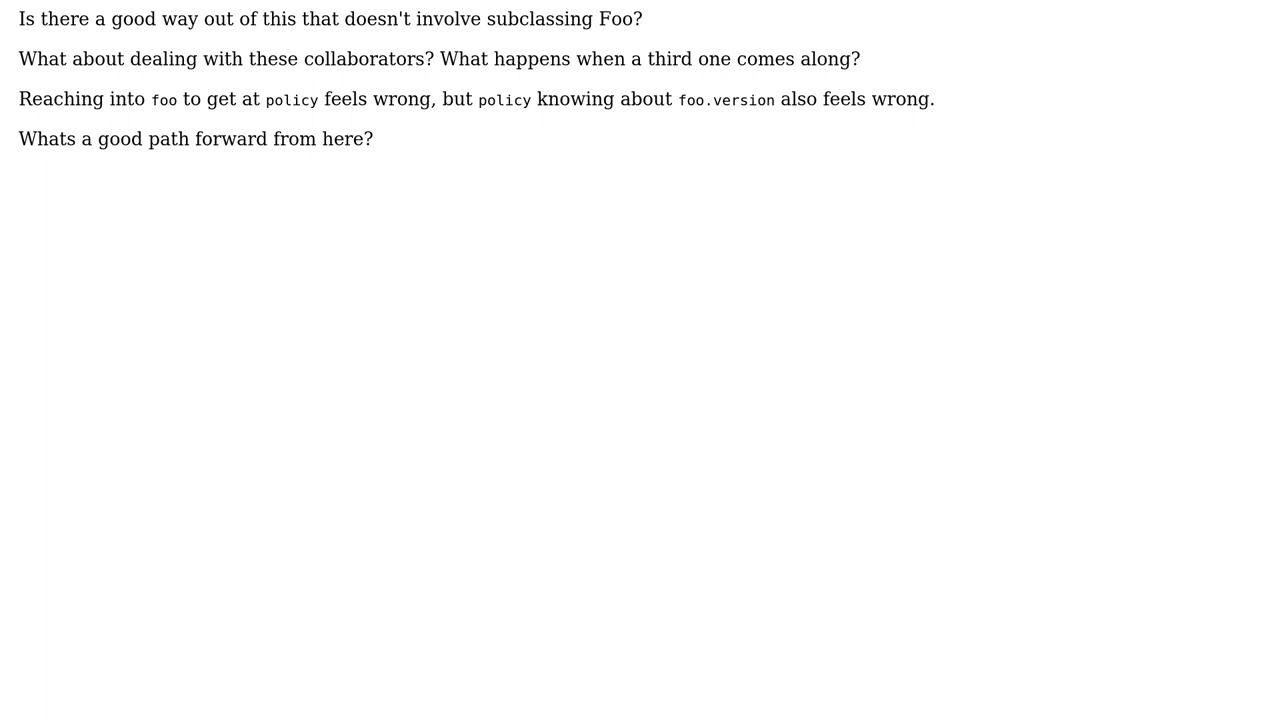 Is there a good way out of this that doesn't involve subclassing Foo?
What about dealing with these collaborators? What happens when a third one comes along?
Reaching into foo to get at policy feels wrong, but policy knowing about foo.version also feels wrong.
Whats a good path forward from here?